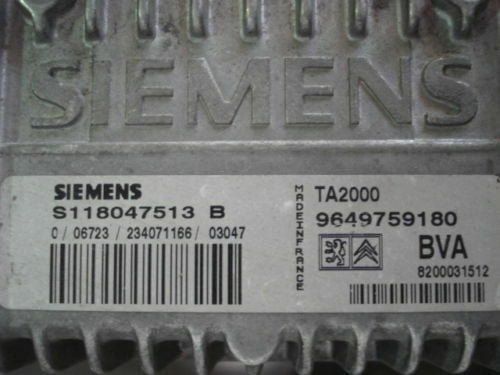 SIEMENS
SIEMENS
S118047513 B
0 / 06723 / 234071166 / 03047
MADE IN FRANCE
TA2000
9649759180
BVA
8200031512